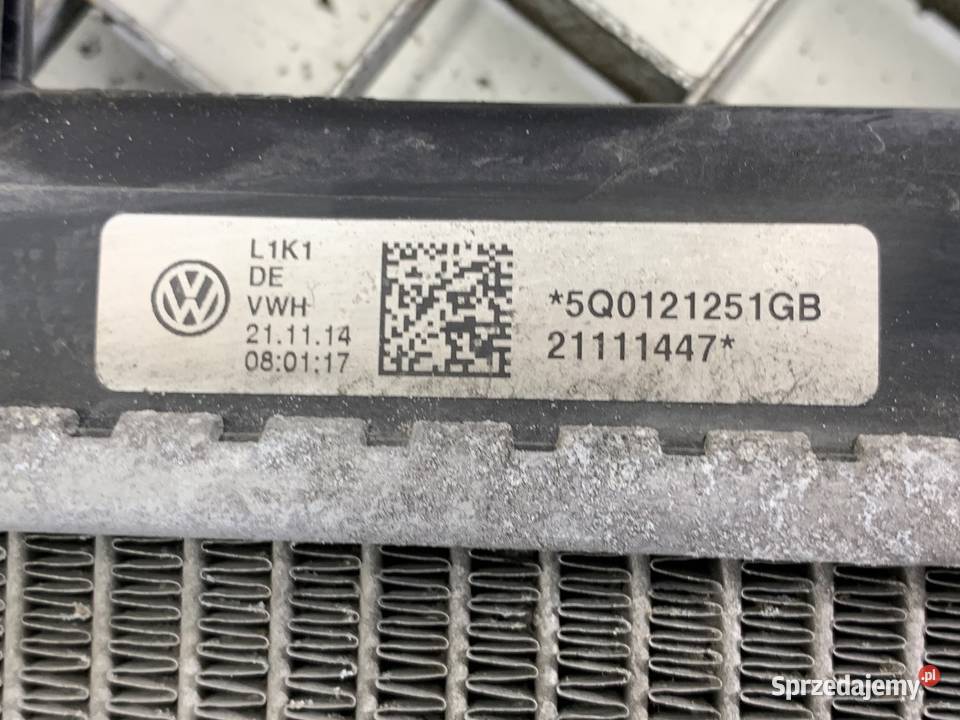 L1K1
DE
VWH
21.11.14
08:01:17
*5Q0121251GB
21111447*
Sprzedajemy.pl